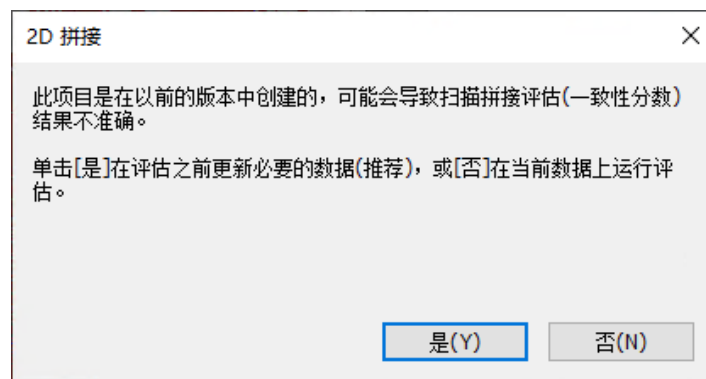 2D 拼接
此项目是在以前的版本中创建的，可能会导致扫描拼接评估(一致性分数)
结果不准确。
单击[是]在评估之前更新必要的数据(推荐)，或[否]在当前数据上运行评
估。
是(Y)
否(N)